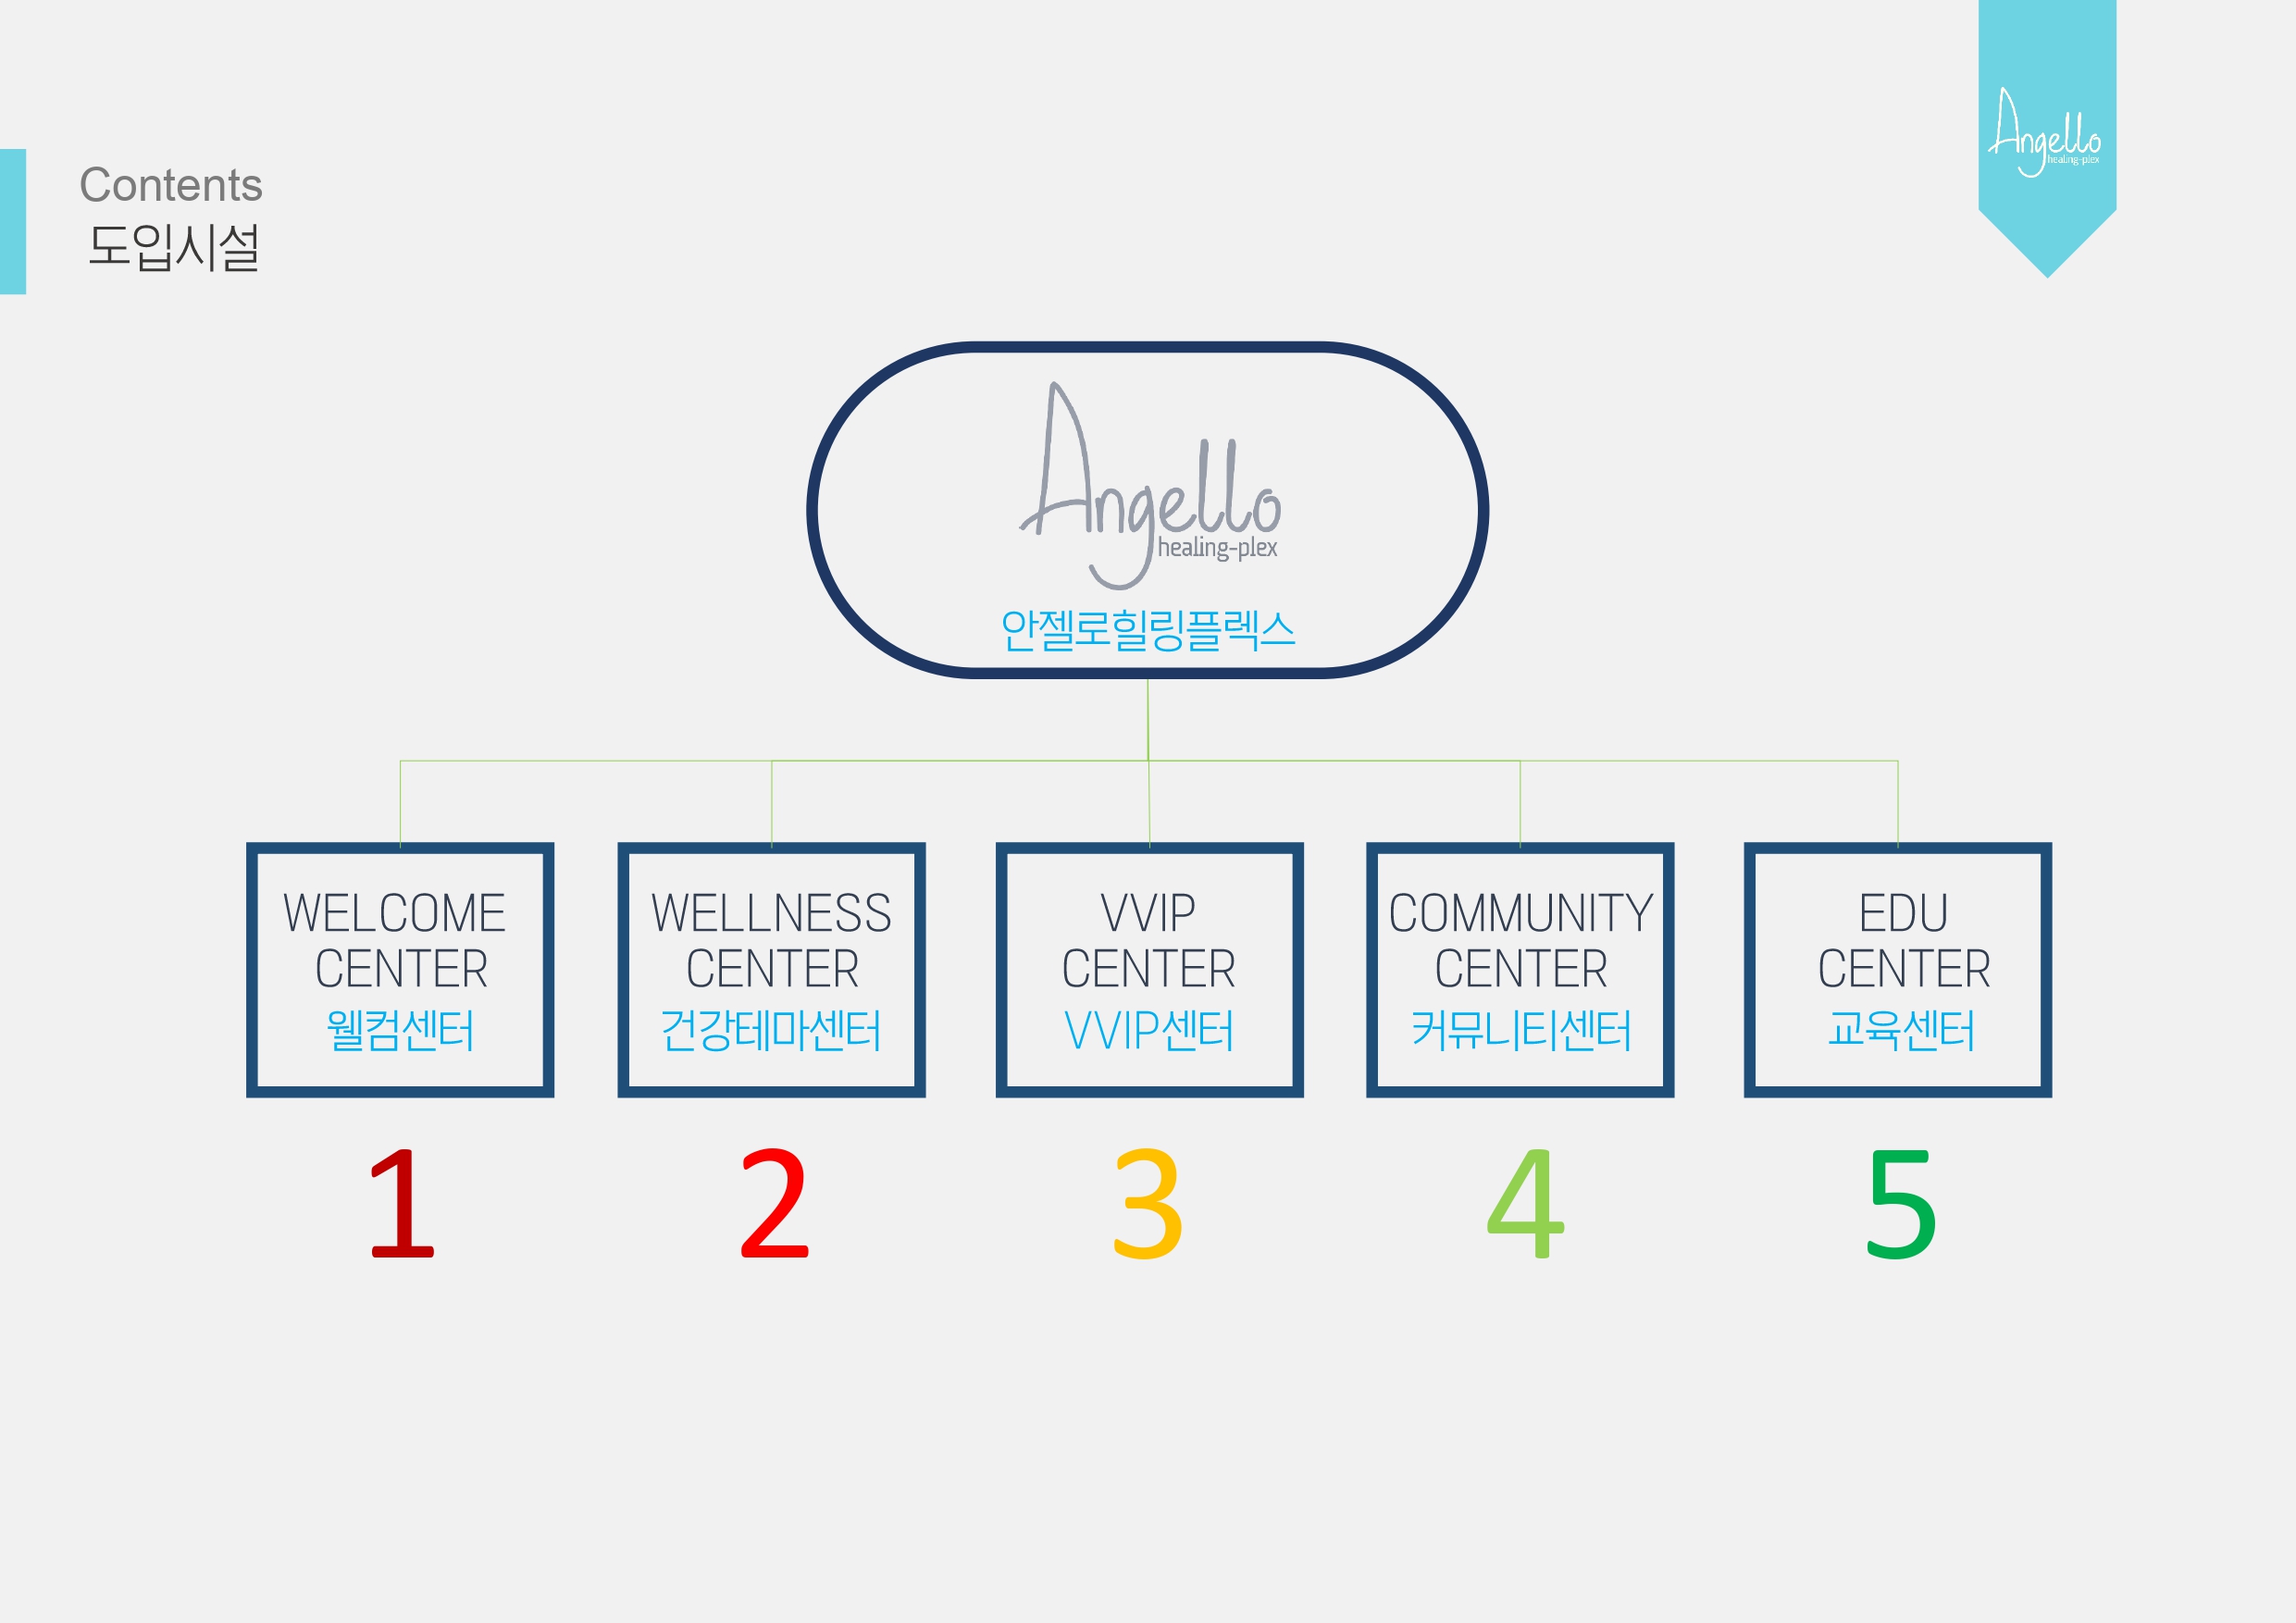 Contents
도입시설
Angello
healing-plex
Angello
healing-plex
안젤로힐링플렉스
WELCOME
CENTER
웰컴센터
WELLNESS
CENTER
건강테마센터
VVIP
CENTER
VVIP센터
COMMUNITY
CENTER
커뮤니티센터
EDU
CENTER
교육센터
1
2
3
4
5